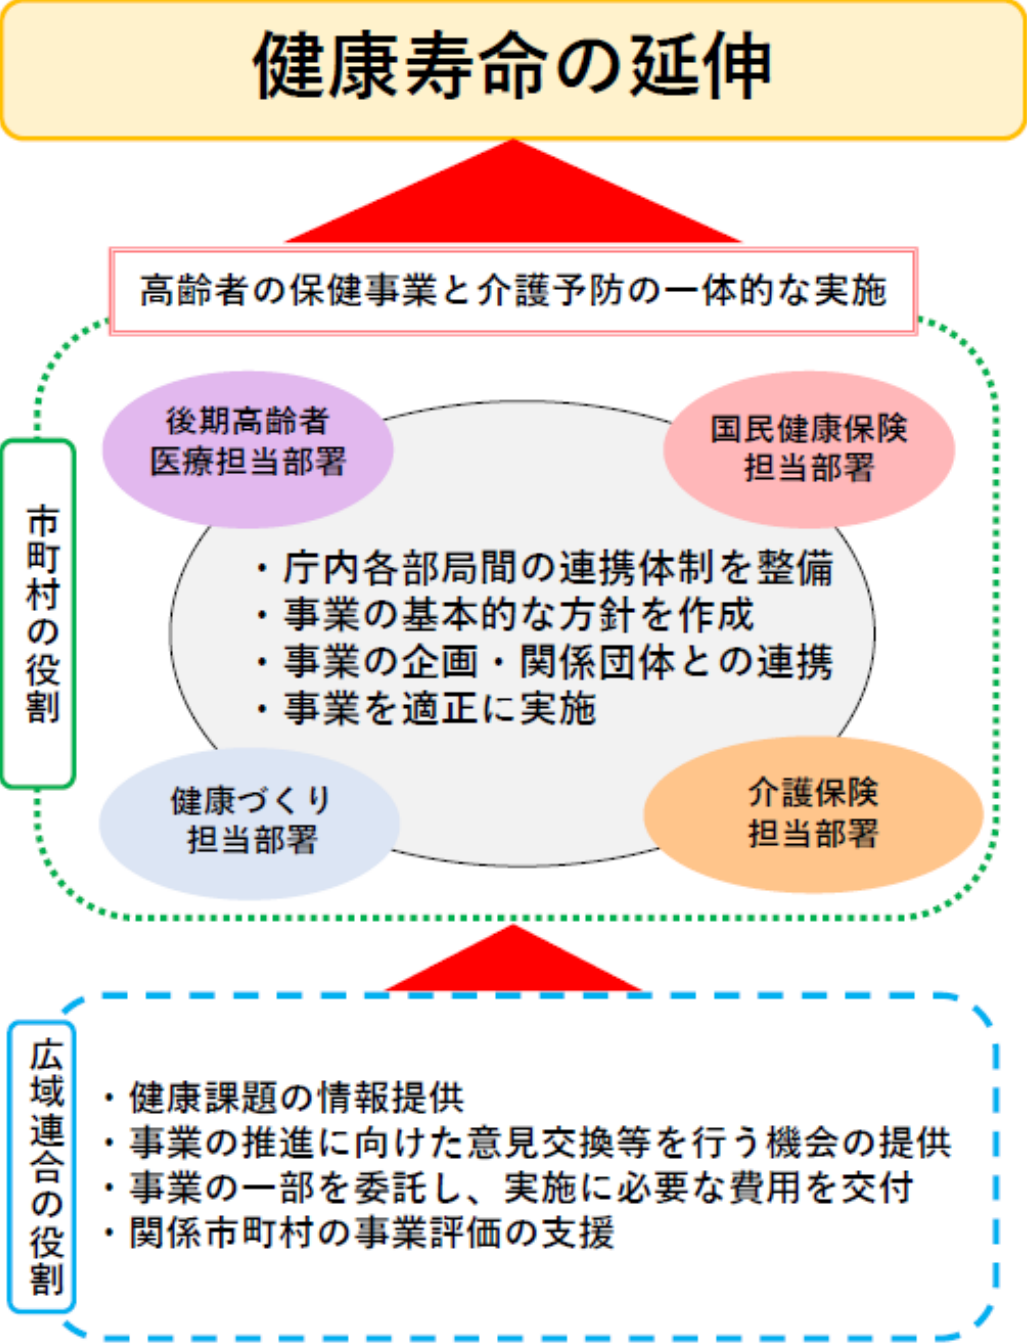 健康寿命の延伸
高齢者の保健事業と介護予防の一体的な実施
市町村の役割
後期高齢者
医療担当部署
国民健康保険
担当部署
・庁内各部局間の連携体制を整備
・事業の基本的な方針を作成
・事業の企画・関係団体との連携
・事業を適正に実施
健康づくり
担当部署
介護保険
担当部署
広域連合の役割
・健康課題の情報提供
・事業の推進に向けた意見交換等を行う機会の提供
・事業の一部を委託し、実施に必要な費用を交付
・関係市町村の事業評価の支援